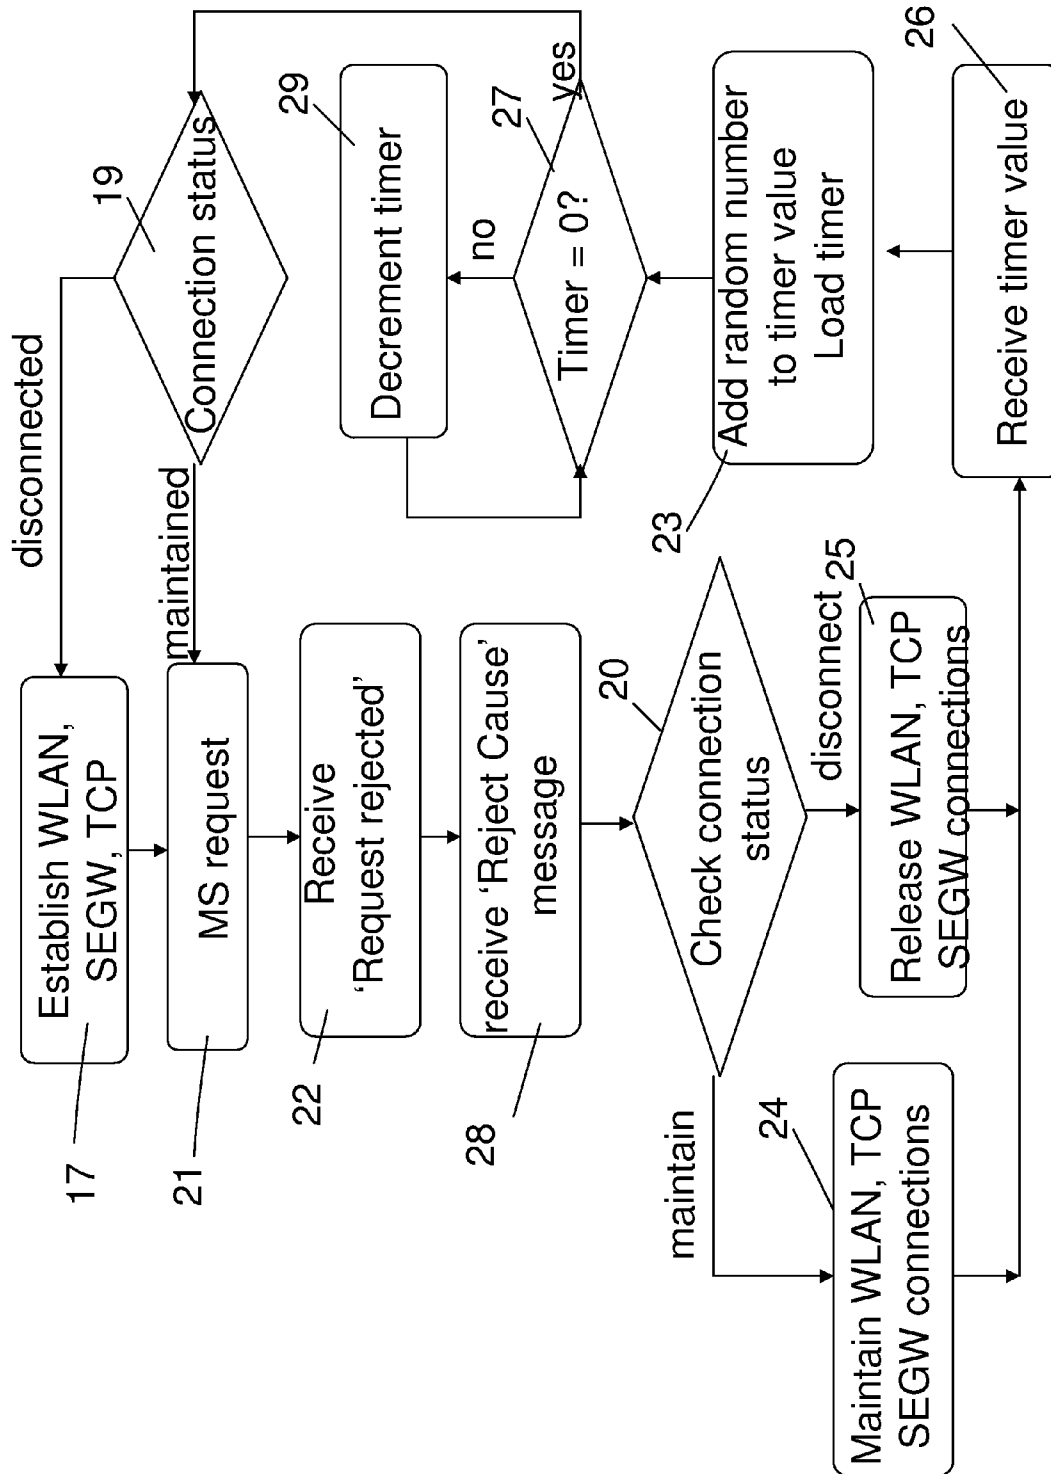 17
Establish WLAN,
SEGW, TCP
disconnected
19
Connection status
maintained
21
MS request
22
Receive
‘Request rejected’
28
receive ‘Reject Cause’
message
20
Check connection
status
maintain
disconnect
24
Maintain WLAN, TCP
SEGW connections
25
Release WLAN, TCP
SEGW connections
26
Receive timer value
23
Add random number
to timer value
Load timer
27
Timer = 0?
yes
no
29
Decrement timer